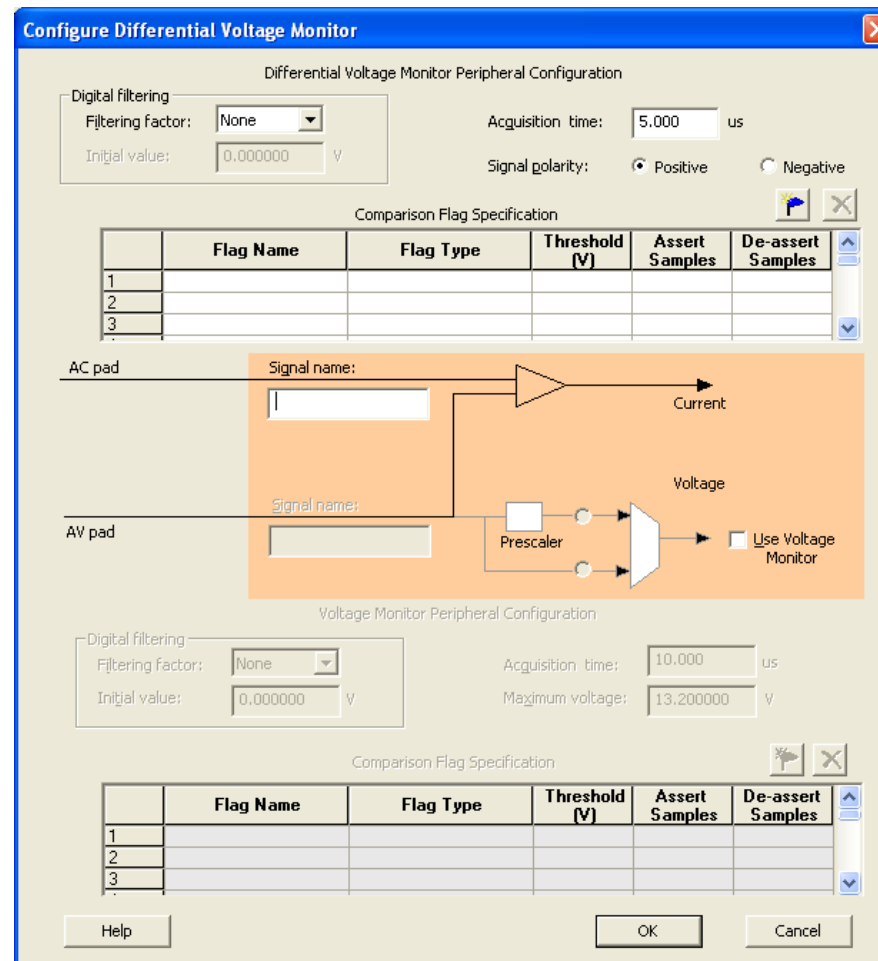 Configure Differential Voltage Monitor
Differential Voltage Monitor Peripheral Configuration
Digital filtering
Filtering factor: None
Initial value: 0.000000 V
Acquisition time: 5.000 us
Signal polarity: Positive Negative
Comparison Flag Specification
Flag Name Flag Type Threshold (V) Assert Samples De-assert Samples
1
2
3
AC pad
Signal name:
Current
Voltage
Signal name:
AV pad
Prescaler
Use Voltage Monitor
Voltage Monitor Peripheral Configuration
Digital filtering
Filtering factor: None
Initial value: 0.000000 V
Acquisition time: 10.000 us
Maximum voltage: 13.200000 V
Comparison Flag Specification
Flag Name Flag Type Threshold (V) Assert Samples De-assert Samples
1
2
3
Help OK Cancel